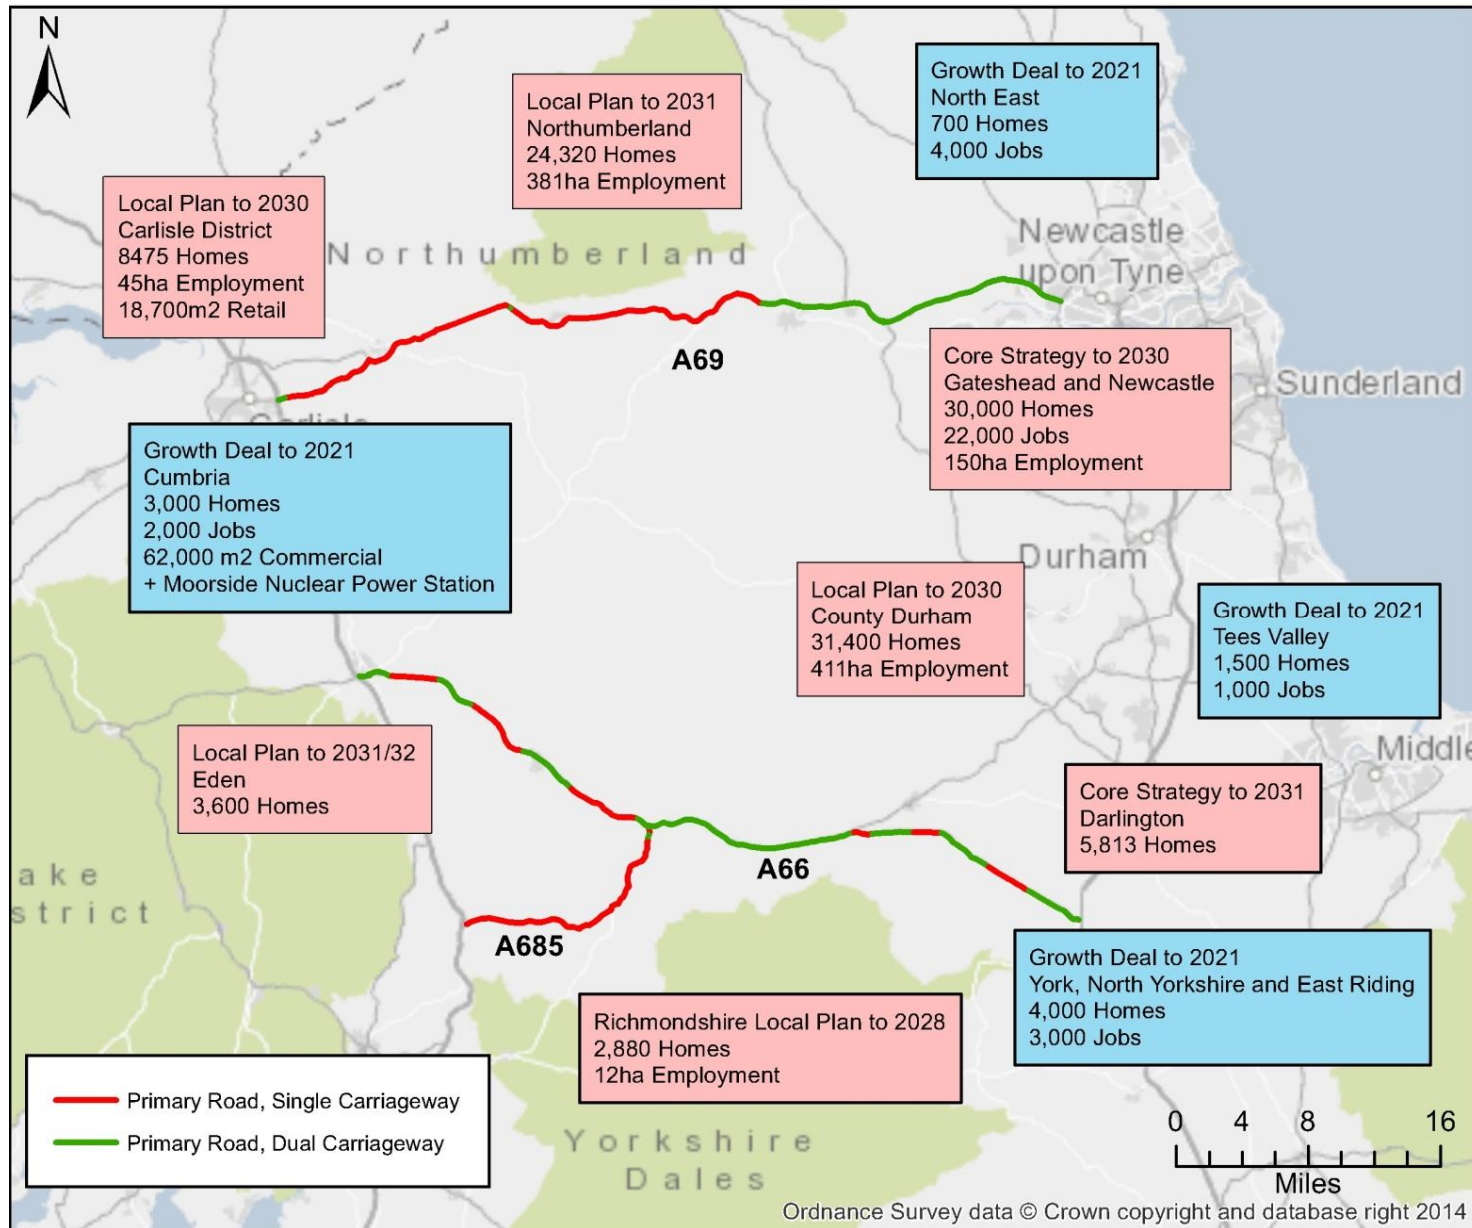 N
Growth Deal to 2021
North East
700 Homes
4,000 Jobs
Local Plan to 2031
Northumberland
24,320 Homes
381ha Employment
Local Plan to 2030
Carlisle District
8475 Homes
45ha Employment
18,700m2 Retail
Northumberland
Newcastle
upon Tyne
A69
Core Strategy to 2030
Gateshead and Newcastle
30,000 Homes
22,000 Jobs
150ha Employment
Sunderland
Carlisle
Growth Deal to 2021
Cumbria
3,000 Homes
2,000 Jobs
62,000 m2 Commercial
+ Moorside Nuclear Power Station
Durham
Local Plan to 2030
County Durham
31,400 Homes
411ha Employment
Growth Deal to 2021
Tees Valley
1,500 Homes
1,000 Jobs
Local Plan to 2031/32
Eden
3,600 Homes
Middle
Core Strategy to 2031
Darlington
5,813 Homes
A66
ake
strict
A685
Growth Deal to 2021
York, North Yorkshire and East Riding
4,000 Homes
3,000 Jobs
Richmondshire Local Plan to 2028
2,880 Homes
12ha Employment
Primary Road, Single Carriageway
Primary Road, Dual Carriageway
Yorkshire
Dales
0 4 8 16
Miles
Ordnance Survey data © Crown copyright and database right 2014